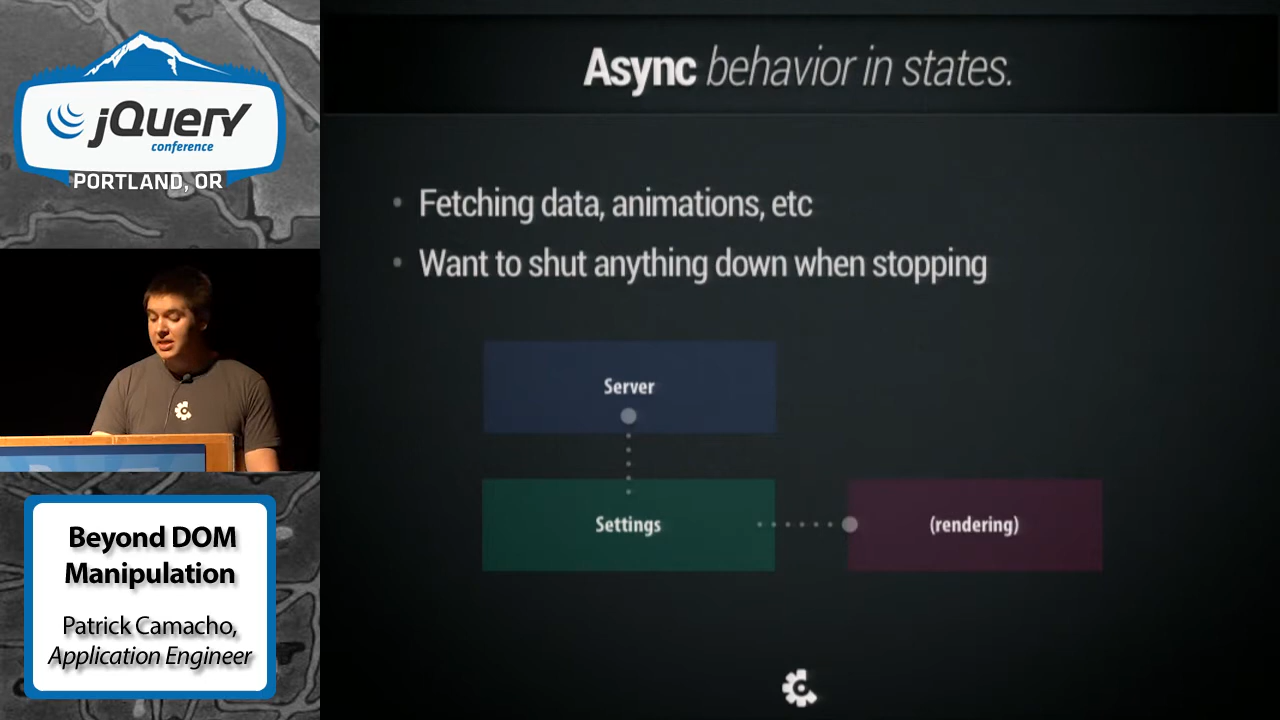 jQuery
conference
PORTLAND, OR
Beyond DOM
Manipulation
Patrick Camacho,
Application Engineer
Async behavior in states.
• Fetching data, animations, etc
• Want to shut anything down when stopping
Server
Settings
(rendering)